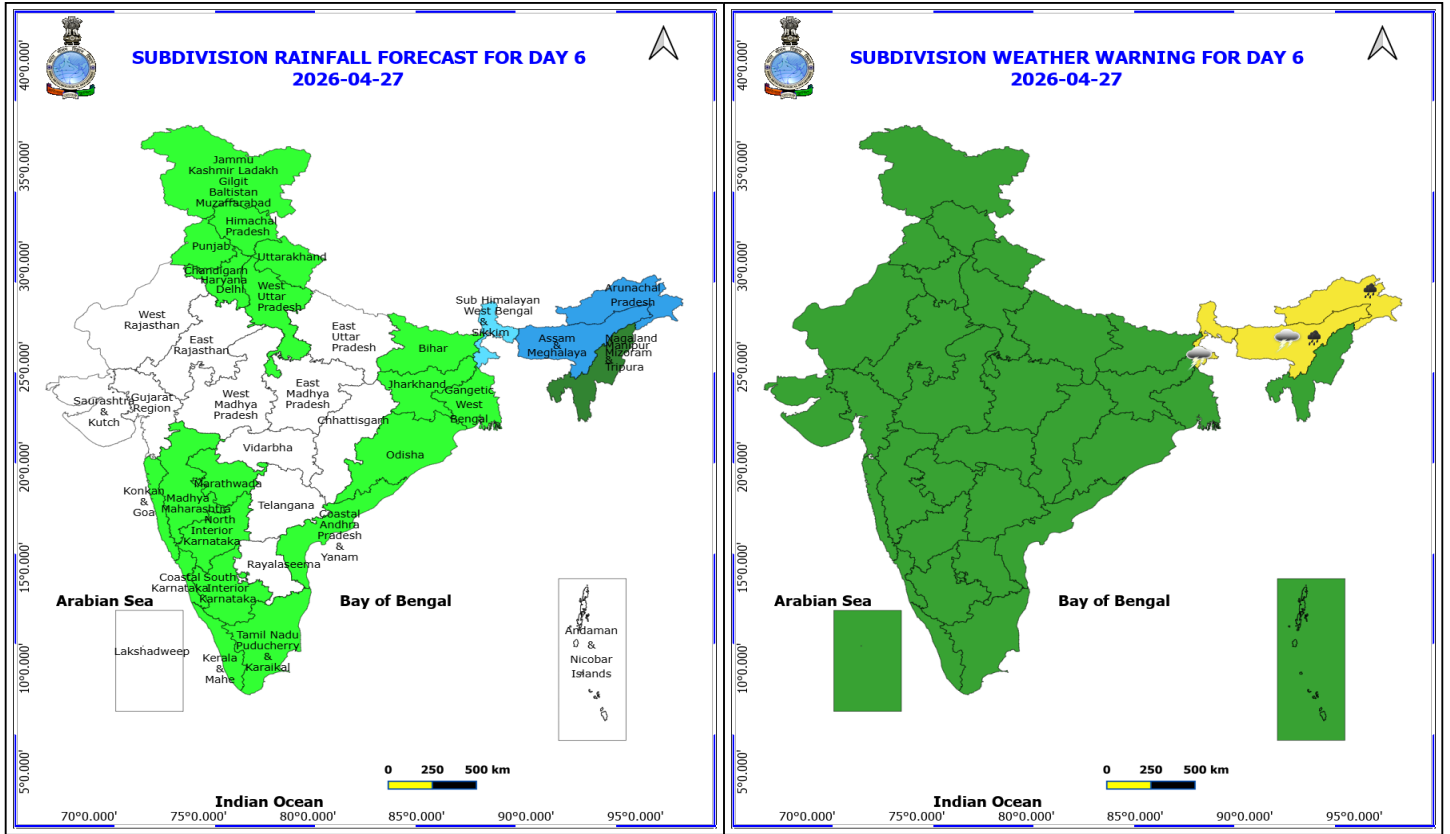 SUBDIVISION RAINFALL FORECAST FOR DAY 6
2026-04-27
40°0.000'
35°0.000'
30°0.000'
25°0.000'
20°0.000'
15°0.000'
10°0.000'
5°0.000'
Jammu
Kashmir Ladakh
Gilgit
Baltistan
Muzaffarabad
Himachal
Pradesh
Punjab
Uttarakhand
Chandigarh
Haryana
Delhi
West
Uttar
Pradesh
West
Rajasthan
East
Rajasthan
East
Uttar
Pradesh
Sub Himalayan
West Bengal
&
Sikkim
Arunachal
Pradesh
Assam
&
Meghalaya
Nagaland
Manipur
Mizoram
&
Tripura
Bihar
Jharkhand
Gangetic
West
Bengal
Saurashtra
&
Kutch
Gujarat
Region
West
Madhya
Pradesh
East
Madhya
Pradesh
Chhattisgarh
Vidarbha
Odisha
Konkan
&
Goa
Marathwada
Madhya
Maharashtra
North
Interior
Karnataka
Telangana
Coastal
Andhra
Pradesh
&
Yanam
Rayalaseema
Coastal
Karnataka
South
Interior
Karnataka
Arabian Sea
Bay of Bengal
Lakshadweep
Kerala
&
Mahe
Tamil Nadu
Puducherry
&
Karaikal
Andaman
&
Nicobar
Islands
0 250 500 km
Indian Ocean
70°0.000' 75°0.000' 80°0.000' 85°0.000' 90°0.000' 95°0.000'
SUBDIVISION WEATHER WARNING FOR DAY 6
2026-04-27
40°0.000'
35°0.000'
30°0.000'
25°0.000'
20°0.000'
15°0.000'
10°0.000'
5°0.000'
Arabian Sea
Bay of Bengal
0 250 500 km
Indian Ocean
70°0.000' 75°0.000' 80°0.000' 85°0.000' 90°0.000' 95°0.000'